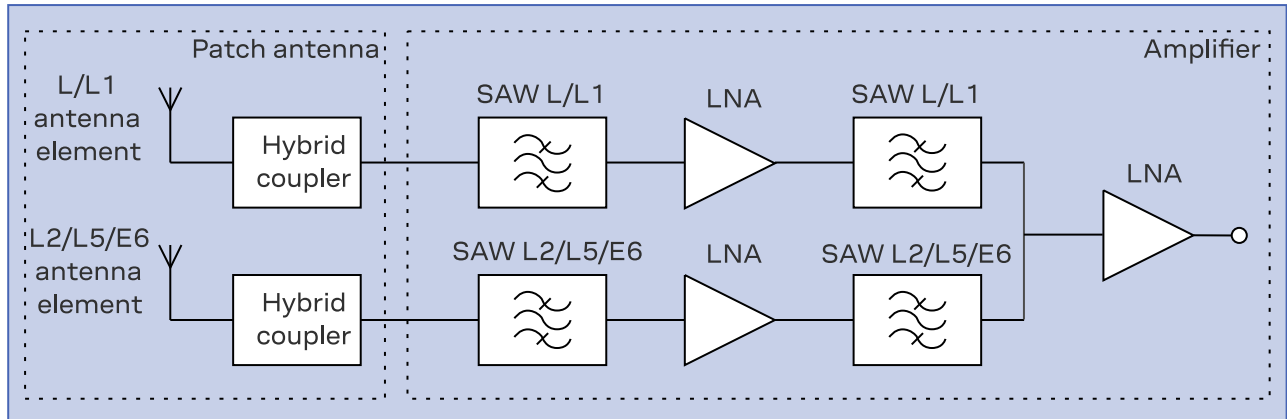 Patch antenna
Amplifier
L/L1
antenna
element
Hybrid
coupler
SAW L/L1
LNA
SAW L/L1
LNA
L2/L5/E6
antenna
element
Hybrid
coupler
SAW L2/L5/E6
LNA
SAW L2/L5/E6